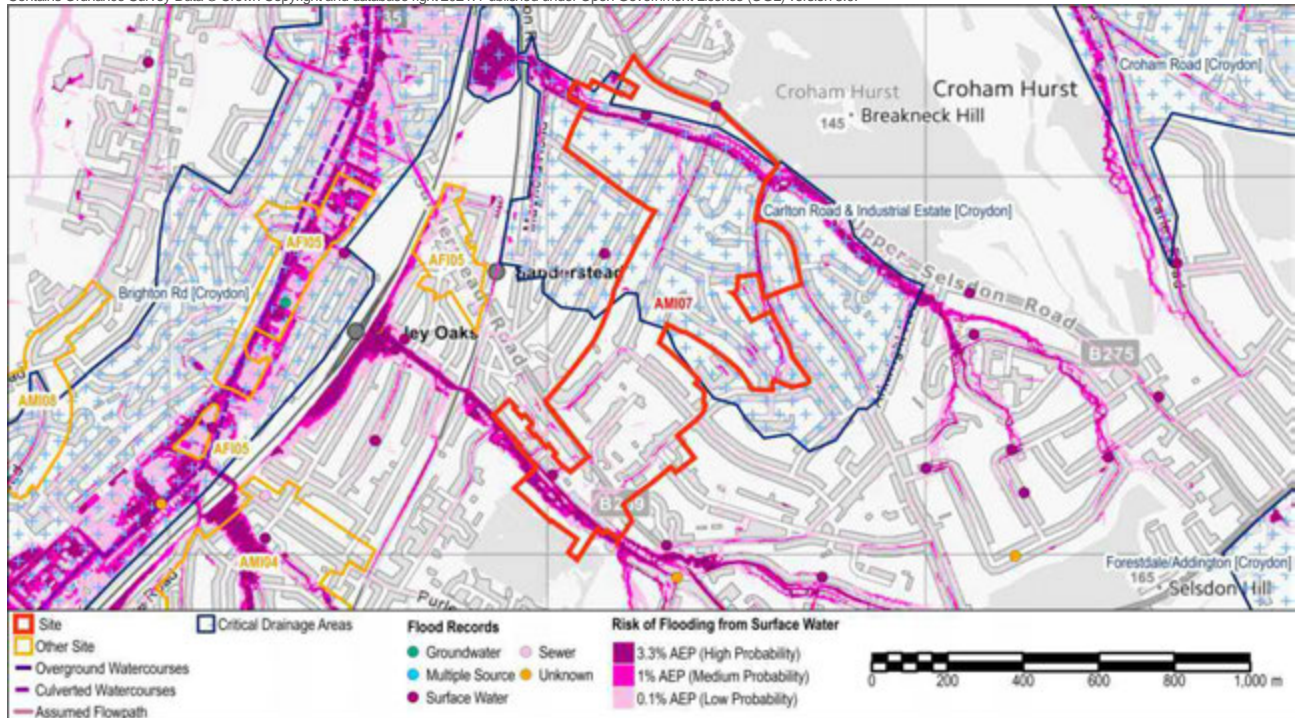 Croham Road [Croydon]
Croham Hurst
Croham Hurst
145 • Breakneck Hill
Carlton Road & Industrial Estate [Croydon]
Upper Selsdon Road
AFI05
AFI05
Sanderstead
Brighton Rd [Croydon]
AMI07
ley Oaks
B275
AMI08
AFI05
AMI04
Forestdale/Addington [Croydon]
165
Selsdon Hill
Site
Other Site
Overground Watercourses
Culverted Watercourses
Assumed Flowpath
Critical Drainage Areas
Flood Records
Groundwater
Sewer
Multiple Source
Unknown
Surface Water
Risk of Flooding from Surface Water
3.3% AEP (High Probability)
1% AEP (Medium Probability)
0.1% AEP (Low Probability)
0 200 400 600 800 1,000 m